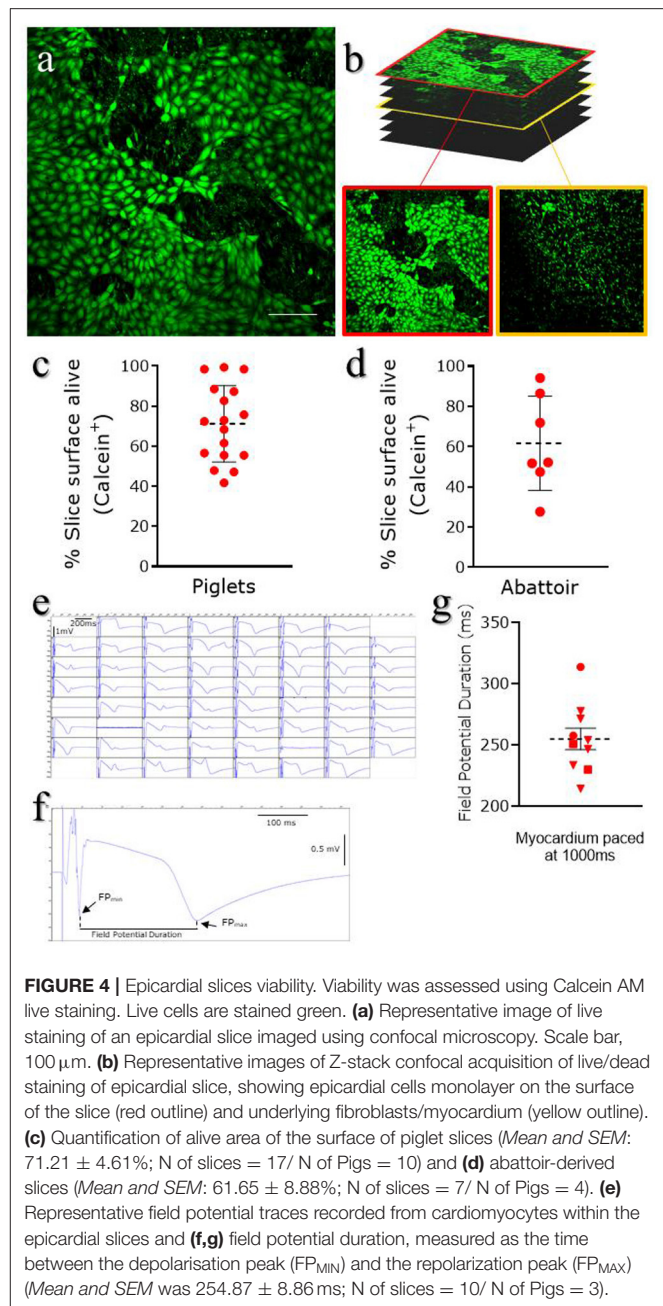 a
b
c
100
80
60
40
20
0
% Slice surface alive
(Calcein⁺)
Piglets
d
100
80
60
40
20
0
% Slice surface alive
(Calcein⁺)
Abattoir
e
200ms
1mV
f
100 ms
0.5 mV
FPmin
FPmax
Field Potential Duration
g
350
300
250
200
Field Potential Duration (ms)
Myocardium paced
at 1000ms
FIGURE 4 | Epicardial slices viability. Viability was assessed using Calcein AM
live staining. Live cells are stained green. (a) Representative image of live
staining of an epicardial slice imaged using confocal microscopy. Scale bar,
100 μm. (b) Representative images of Z-stack confocal acquisition of live/dead
staining of epicardial slice, showing epicardial cells monolayer on the surface
of the slice (red outline) and underlying fibroblasts/myocardium (yellow outline).
(c) Quantification of alive area of the surface of piglet slices (Mean and SEM:
71.21 ± 4.61%; N of slices = 17/ N of Pigs = 10) and (d) abattoir-derived
slices (Mean and SEM: 61.65 ± 8.88%; N of slices = 7/ N of Pigs = 4). (e)
Representative field potential traces recorded from cardiomyocytes within the
epicardial slices and (f,g) field potential duration, measured as the time
between the depolarisation peak (FPMIN) and the repolarization peak (FPMAX)
(Mean and SEM was 254.87 ± 8.86 ms; N of slices = 10/ N of Pigs = 3).